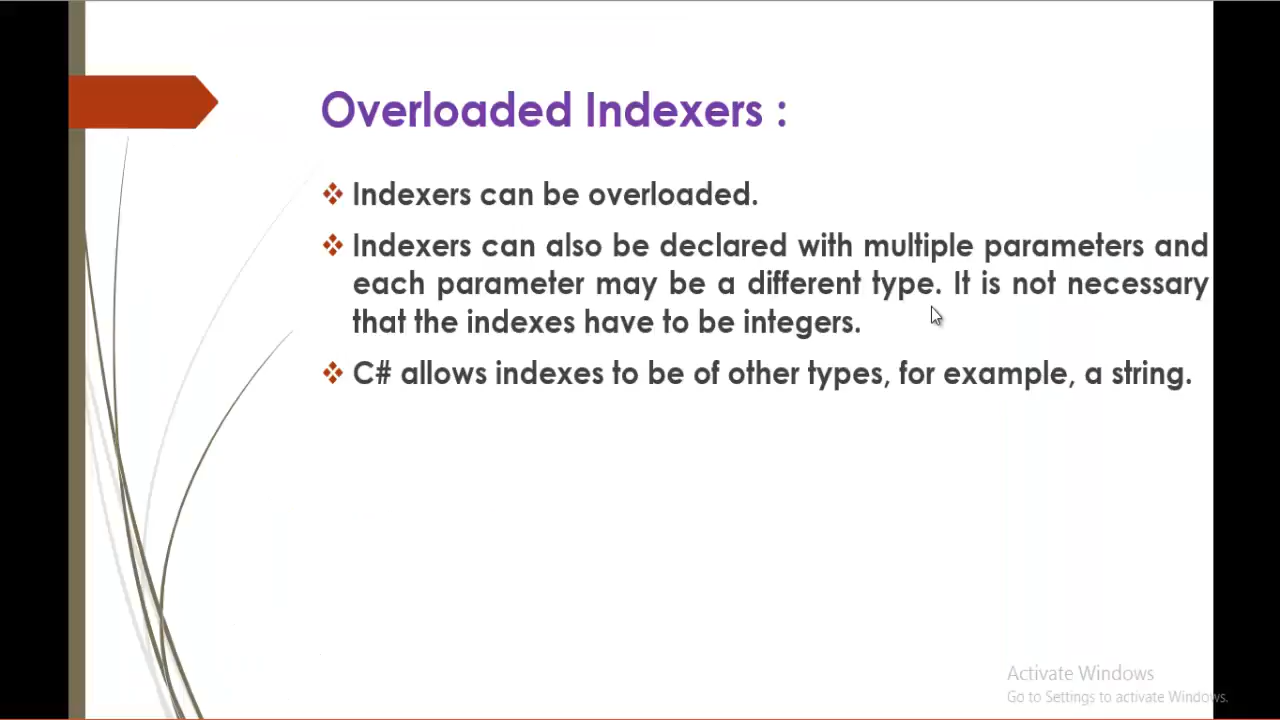 Overloaded Indexers :
Indexers can be overloaded.
Indexers can also be declared with multiple parameters and
each parameter may be a different type. It is not necessary
that the indexes have to be integers.
C# allows indexes to be of other types, for example, a string.
Activate Windows
Go to Settings to activate Windows.